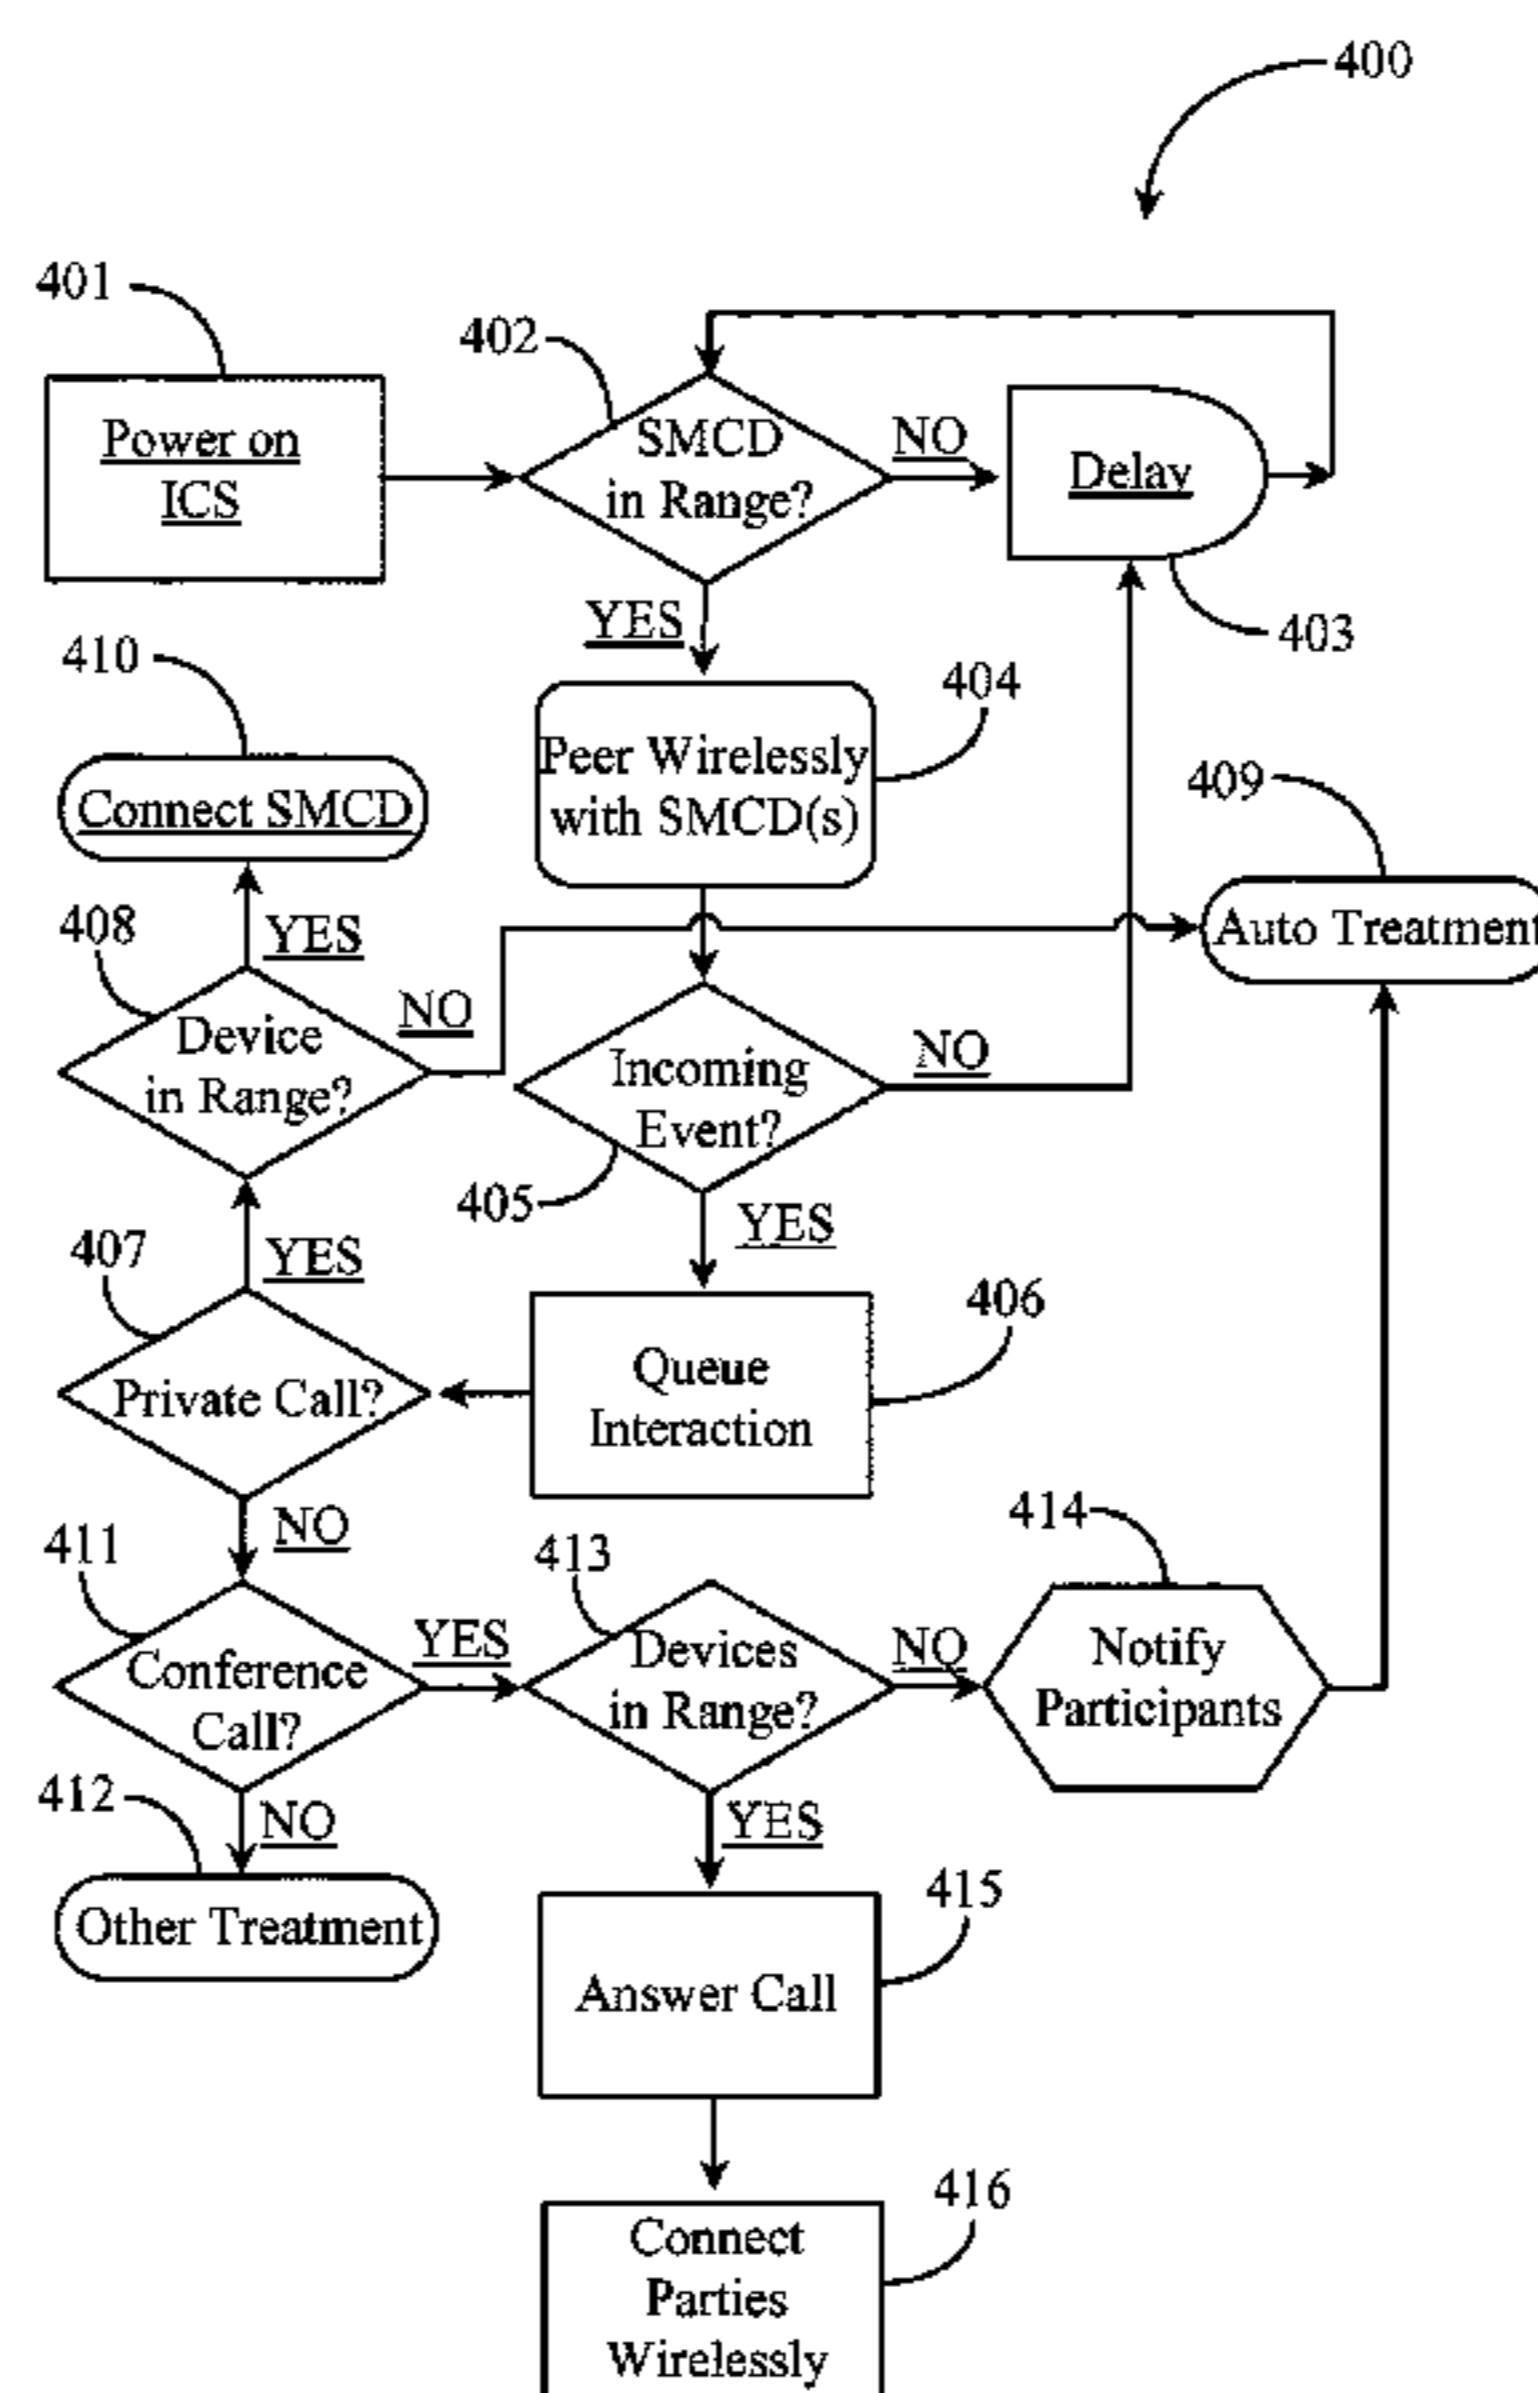 400
401
402
Power on
ICS
SMCD
in Range?
NO
Delay
403
YES
410
404
Connect SMCD
Peer Wirelessly
with SMCD(s)
409
Auto Treatment
408
YES
NO
Device
in Range?
Incoming
Event?
NO
405
YES
407
YES
406
Private Call?
Queue
Interaction
NO
411
413
414
Conference
Call?
YES
Devices
in Range?
NO
Notify
Participants
412
NO
YES
Other Treatment
415
Answer Call
416
Connect
Parties
Wirelessly